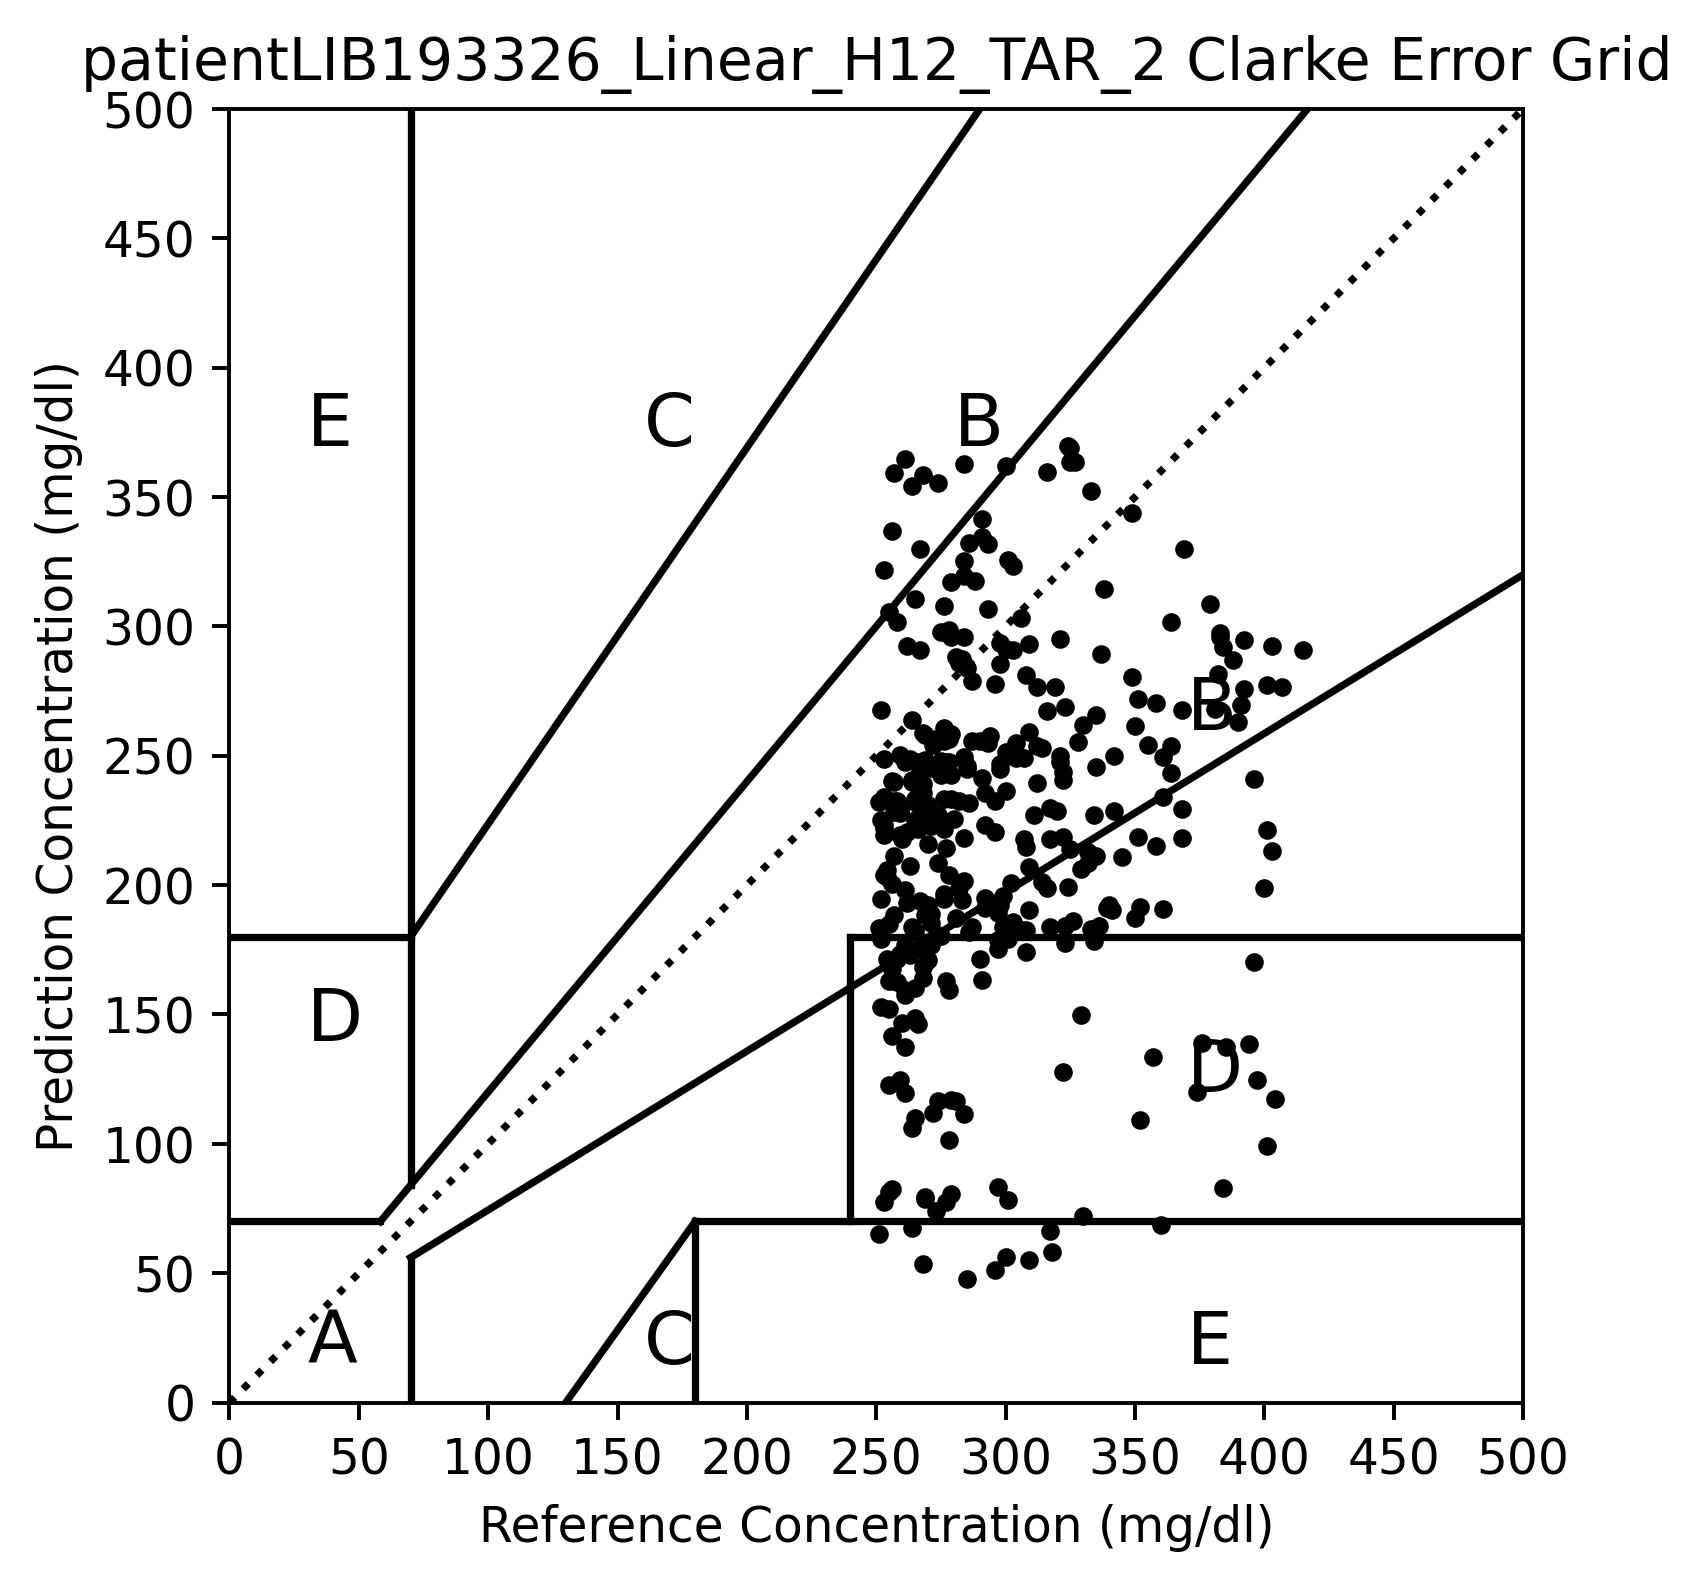 patientLIB193326_Linear_H12_TAR_2 Clarke Error Grid
500
450
400
350
300
250
200
150
100
50
0
Prediction Concentration (mg/dl)
E
C
B
B
D
D
A
C
E
0 50 100 150 200 250 300 350 400 450 500
Reference Concentration (mg/dl)